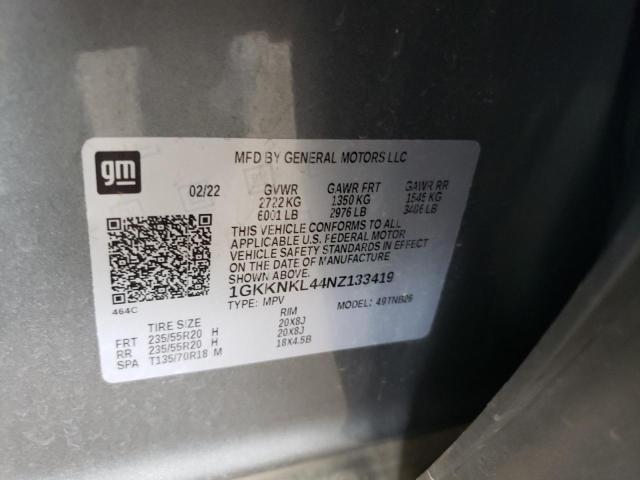 gm
MFD BY GENERAL MOTORS LLC
02/22 GVWR GAWR FRT GAWR RR
2722 KG 1350 KG 1545 KG
6001 LB 2976 LB 3406 LB
THIS VEHICLE CONFORMS TO ALL
APPLICABLE U.S. FEDERAL MOTOR
VEHICLE SAFETY STANDARDS IN EFFECT
ON THE DATE OF MANUFACTURE
SHOWN ABOVE.
1GKKNKL44NZ133419
464C TYPE: MPV MODEL: 49TNB26
TIRE SIZE RIM
FRT 235/55R20 H 20X8J
RR 235/55R20 H 20X8J
SPA T135/70R18 M 18X4.5B